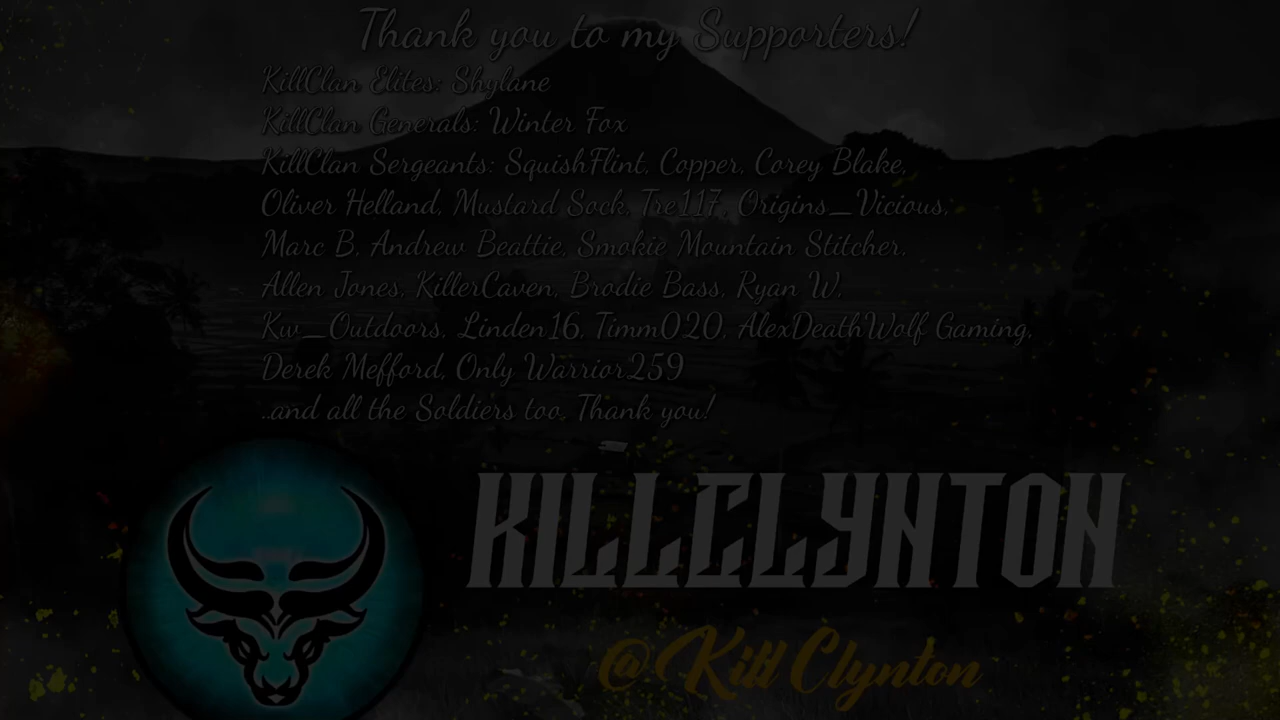 Thank you to my Supporters!
KillClan Elites: Shylane
KillClan Generals: Winter Fox
KillClan Sergeants: SquishFlint, Copper, Corey Blake,
Oliver Helland, Mustard Sock, Tre117, Origins_Vicious,
Marc B, Andrew Beattie, Smokie Mountain Stitcher,
Allen Jones, KillerCaven, Brodie Bass, Ryan W,
Kw_Outdoors, Linden16, Timm020, AlexDeathWolf Gaming,
Derek Mefford, Only Warrior259
..and all the Soldiers too, Thank you!
KILLCLYNTON
@KillClynton